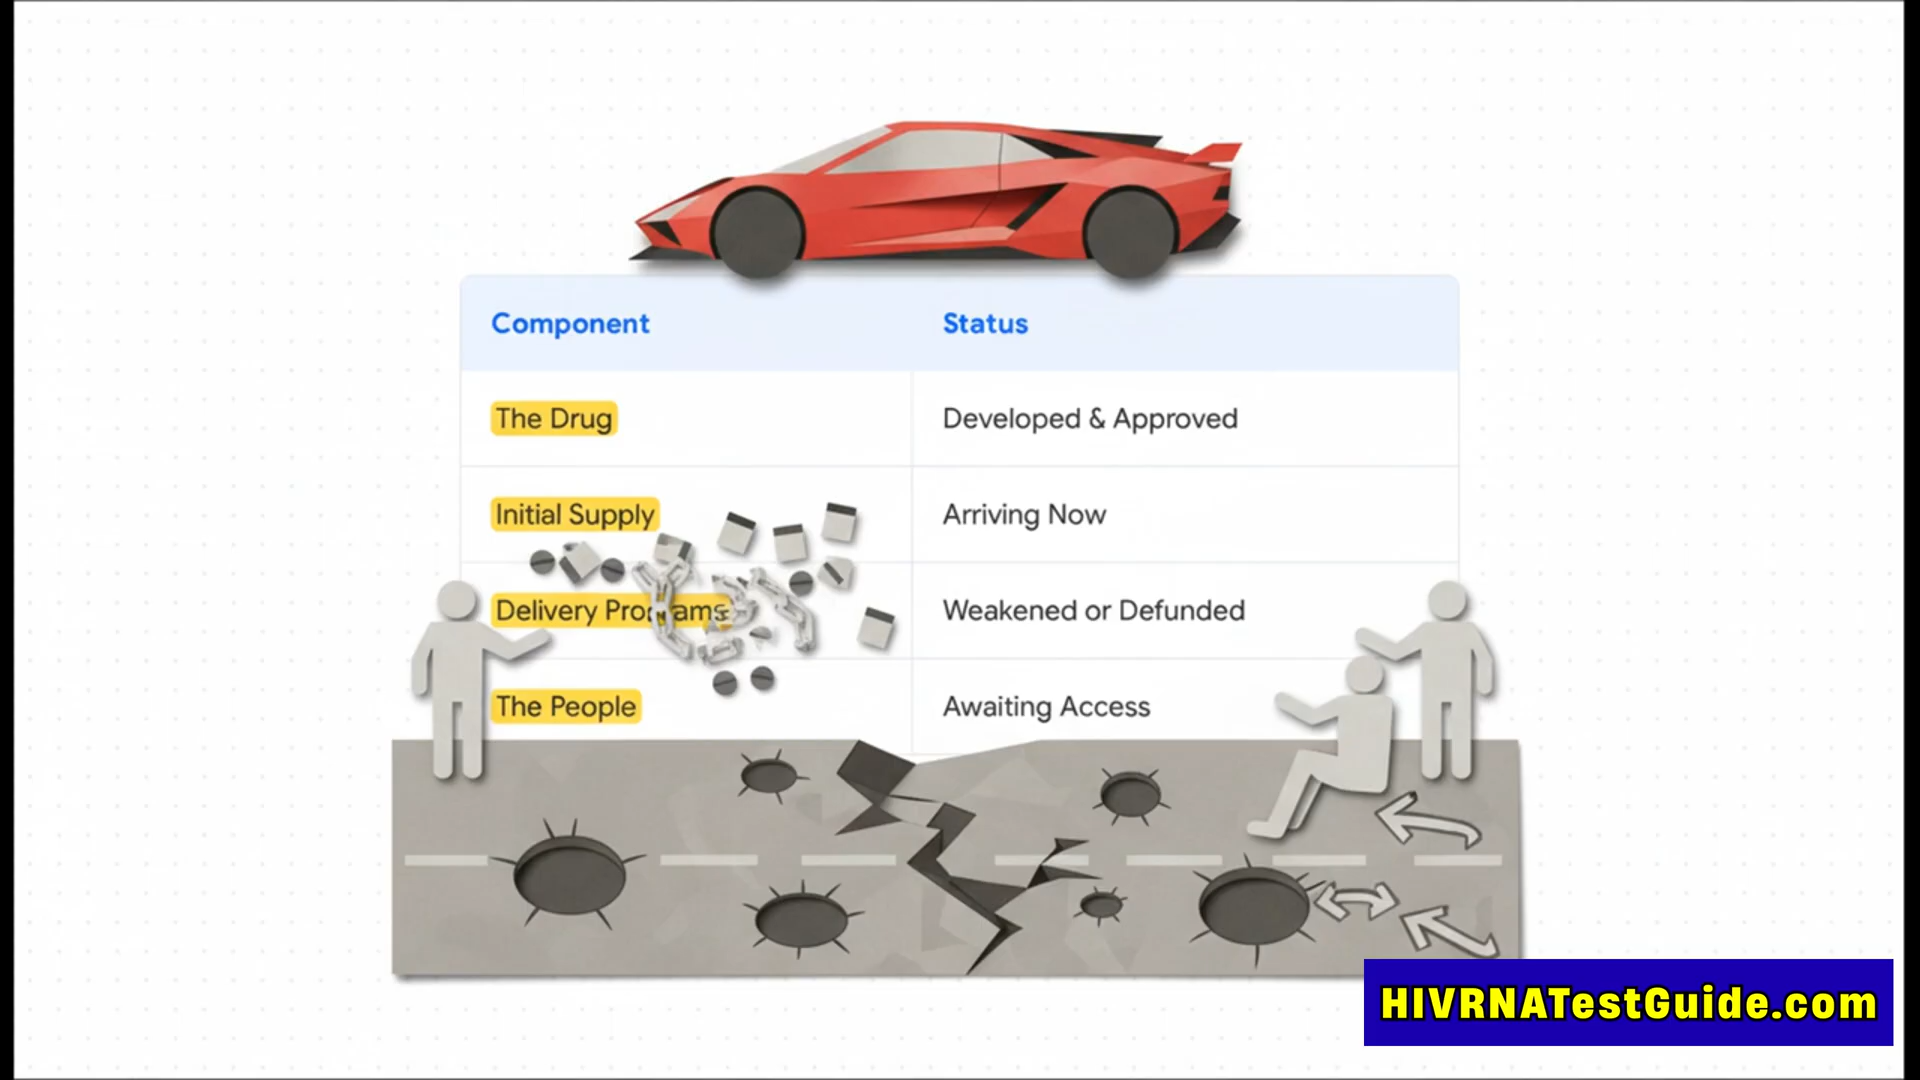 Component Status
The Drug Developed & Approved
Initial Supply Arriving Now
Delivery Programs Weakened or Defunded
The People Awaiting Access
HIVRNATestGuide.com